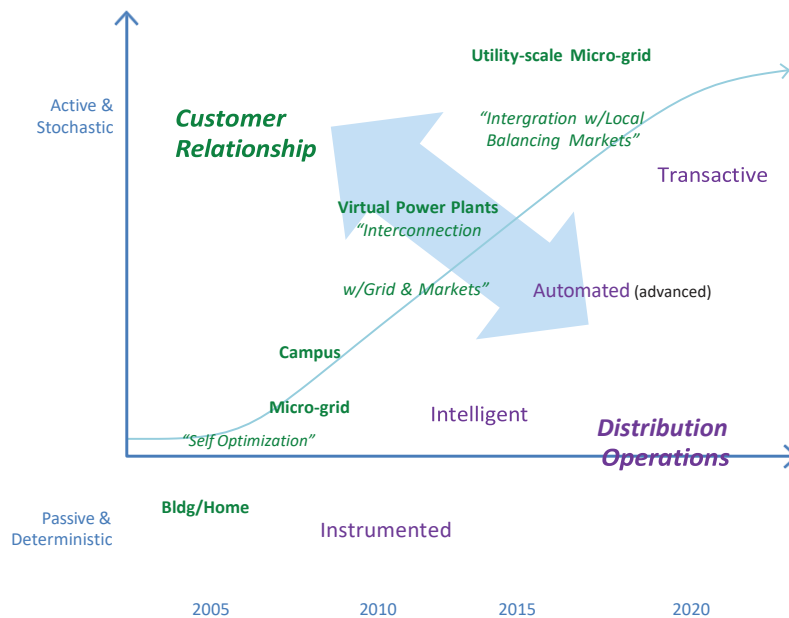 Utility-scale Micro-grid
Active &
Stochastic
Customer
Relationship
“Intergration w/Local
Balancing Markets”
Transactive
Virtual Power Plants
“Interconnection
w/Grid & Markets”
Automated (advanced)
Campus
Micro-grid
Intelligent
“Self Optimization”
Distribution
Operations
Bldg/Home
Passive &
Deterministic
Instrumented
2005
2010
2015
2020